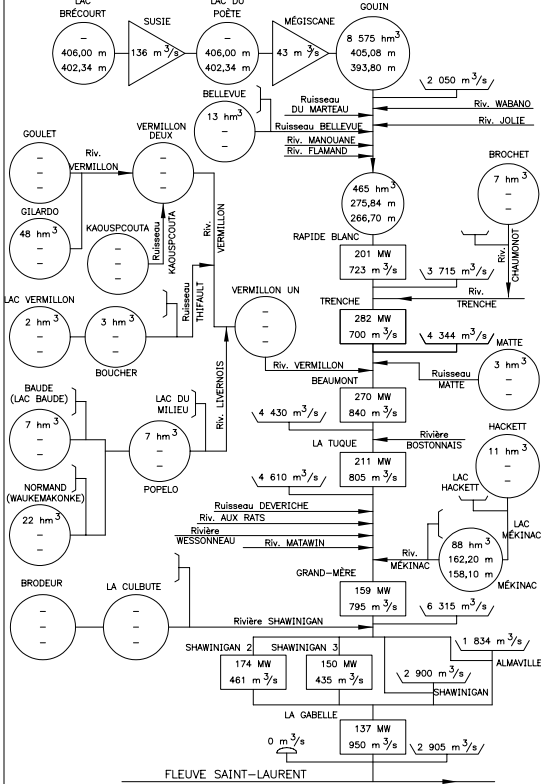 LAC
BRÉCOURT
–
406,00 m
402,34 m
SUSIE
136 m³/s
LAC DU
POÈTE
–
406,00 m
402,34 m
MÉGISCANE
43 m³/s
GOUIN
8 575 hm³
405,08 m
393,80 m
2 050 m³/s
Ruisseau
DU MARTEAU
Riv. WABANO
BELLEVUE
13 hm³
–
–
Ruisseau BELLEVUE
Riv. JOLIE
Riv. MANOUANE
Riv. FLAMAND
GOULET
–
–
–
Riv.
VERMILLON
VERMILLON
DEUX
–
–
–
GILARDO
48 hm³
–
KAOUSPCOUTA
–
–
–
Ruisseau
KAOUSPCOUTA
Riv.
VERMILLON
465 hm³
275,84 m
266,70 m
BROCHET
7 hm³
–
–
Riv.
CHAUMONOT
RAPIDE BLANC
201 MW
723 m³/s
3 715 m³/s
LAC VERMILLON
2 hm³
–
–
3 hm³
–
–
BOUCHER
Ruisseau
THIFAULT
VERMILLON UN
–
–
–
TRENCHE
Riv.
TRENCHE
282 MW
700 m³/s
4 344 m³/s
MATTE
3 hm³
–
–
Riv. VERMILLON
Ruisseau
MATTE
BEAUMONT
270 MW
840 m³/s
BAUDE
(LAC BAUDE)
7 hm³
–
–
LAC DU
MILIEU
Riv. LIVERNOIS
7 hm³
–
–
POPELO
NORMAND
(WAUKEMAKONKE)
22 hm³
–
–
4 430 m³/s
Rivière
BOSTONNAIS
LA TUQUE
211 MW
805 m³/s
HACKETT
11 hm³
–
–
4 610 m³/s
LAC
HACKETT
LAC
MÉKINAC
Ruisseau DEVERICHE
Riv. AUX RATS
Rivière
WESSONNEAU
Riv. MATAWIN
88 hm³
162,20 m
158,10 m
MÉKINAC
Riv.
MÉKINAC
GRAND-MÈRE
159 MW
795 m³/s
6 315 m³/s
BRODEUR
–
–
–
LA CULBUTE
–
–
–
Rivière SHAWINIGAN
SHAWINIGAN 2
174 MW
461 m³/s
SHAWINIGAN 3
150 MW
435 m³/s
1 834 m³/s
ALMAVILLE
2 900 m³/s
SHAWINIGAN
LA GABELLE
137 MW
950 m³/s
0 m³/s
2 905 m³/s
FLEUVE SAINT-LAURENT